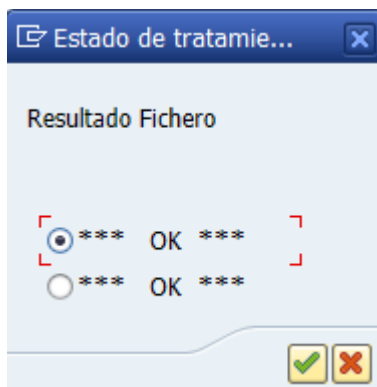 Estado de tratamie...
Resultado Fichero
*** OK ***
*** OK ***